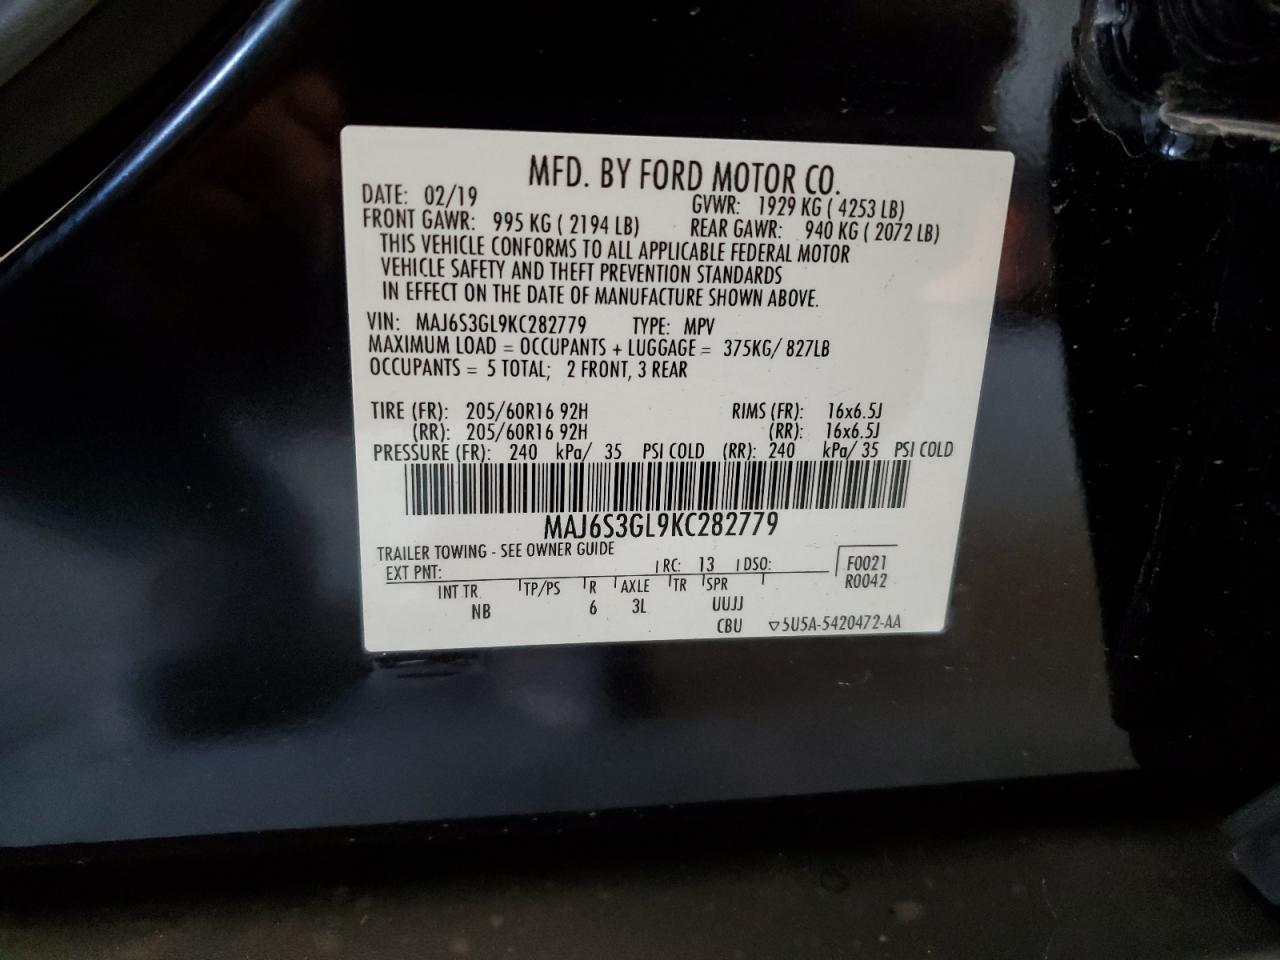 MFD. BY FORD MOTOR CO.
DATE: 02/19 GVWR: 1929 KG ( 4253 LB)
FRONT GAWR: 995 KG ( 2194 LB) REAR GAWR: 940 KG ( 2072 LB)
THIS VEHICLE CONFORMS TO ALL APPLICABLE FEDERAL MOTOR
VEHICLE SAFETY AND THEFT PREVENTION STANDARDS
IN EFFECT ON THE DATE OF MANUFACTURE SHOWN ABOVE.
VIN: MAJ6S3GL9KC282779 TYPE: MPV
MAXIMUM LOAD = OCCUPANTS + LUGGAGE = 375KG/ 827LB
OCCUPANTS = 5 TOTAL; 2 FRONT, 3 REAR
TIRE (FR): 205/60R16 92H RIMS (FR): 16x6.5J
(RR): 205/60R16 92H (RR): 16x6.5J
PRESSURE (FR): 240 kPa/ 35 PSI COLD (RR): 240 kPa/ 35 PSI COLD
MAJ6S3GL9KC282779
TRAILER TOWING - SEE OWNER GUIDE
EXT PNT: RC: 13 DSO: F0021
R0042
INT TR TP/PS R AXLE TR SPR
NB 6 3L UUJJ
CBU ▽5U5A-5420472-AA